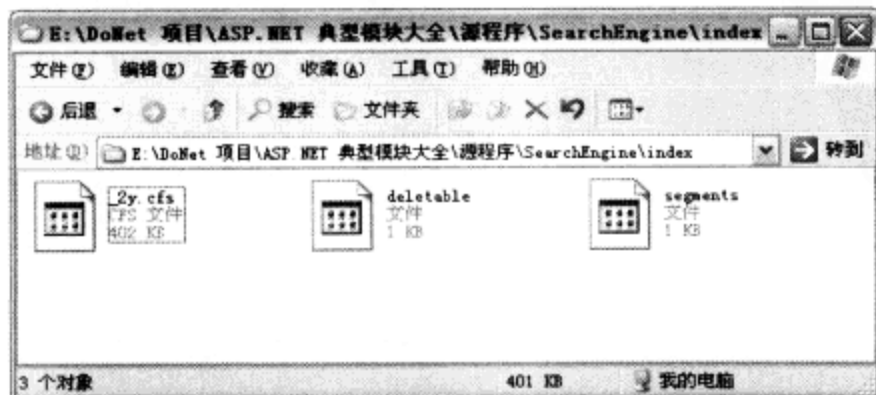 E:\DoNet 项目\ASP.NET 典型模块大全\源程序\SearchEngine\index
文件(F) 编辑(E) 查看(V) 收藏(A) 工具(T) 帮助(H)
后退 搜索 文件夹
地址(D) E:\DoNet 项目\ASP.NET 典型模块大全\源程序\SearchEngine\index 转到
_2y.cfs
CFS 文件
402 KB
deletable
文件
1 KB
segments
文件
1 KB
3 个对象 401 KB 我的电脑